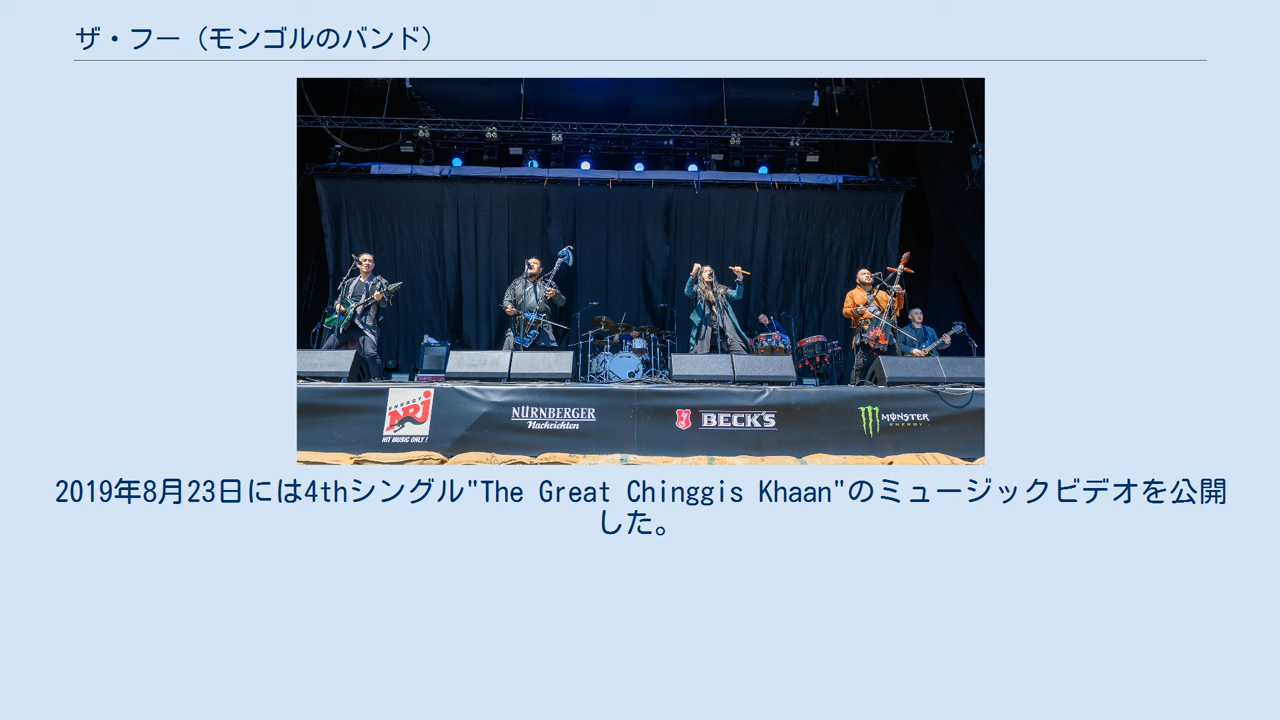 ザ・フー（モンゴルのバンド）
ENERGY
NRJ
HIT MUSIC ONLY!
NÜRNBERGER
Nachrichten
BECK'S
MONSTER
ENERGY
2019年8月23日には4thシングル"The Great Chinggis Khaan"のミュージックビデオを公開
した。